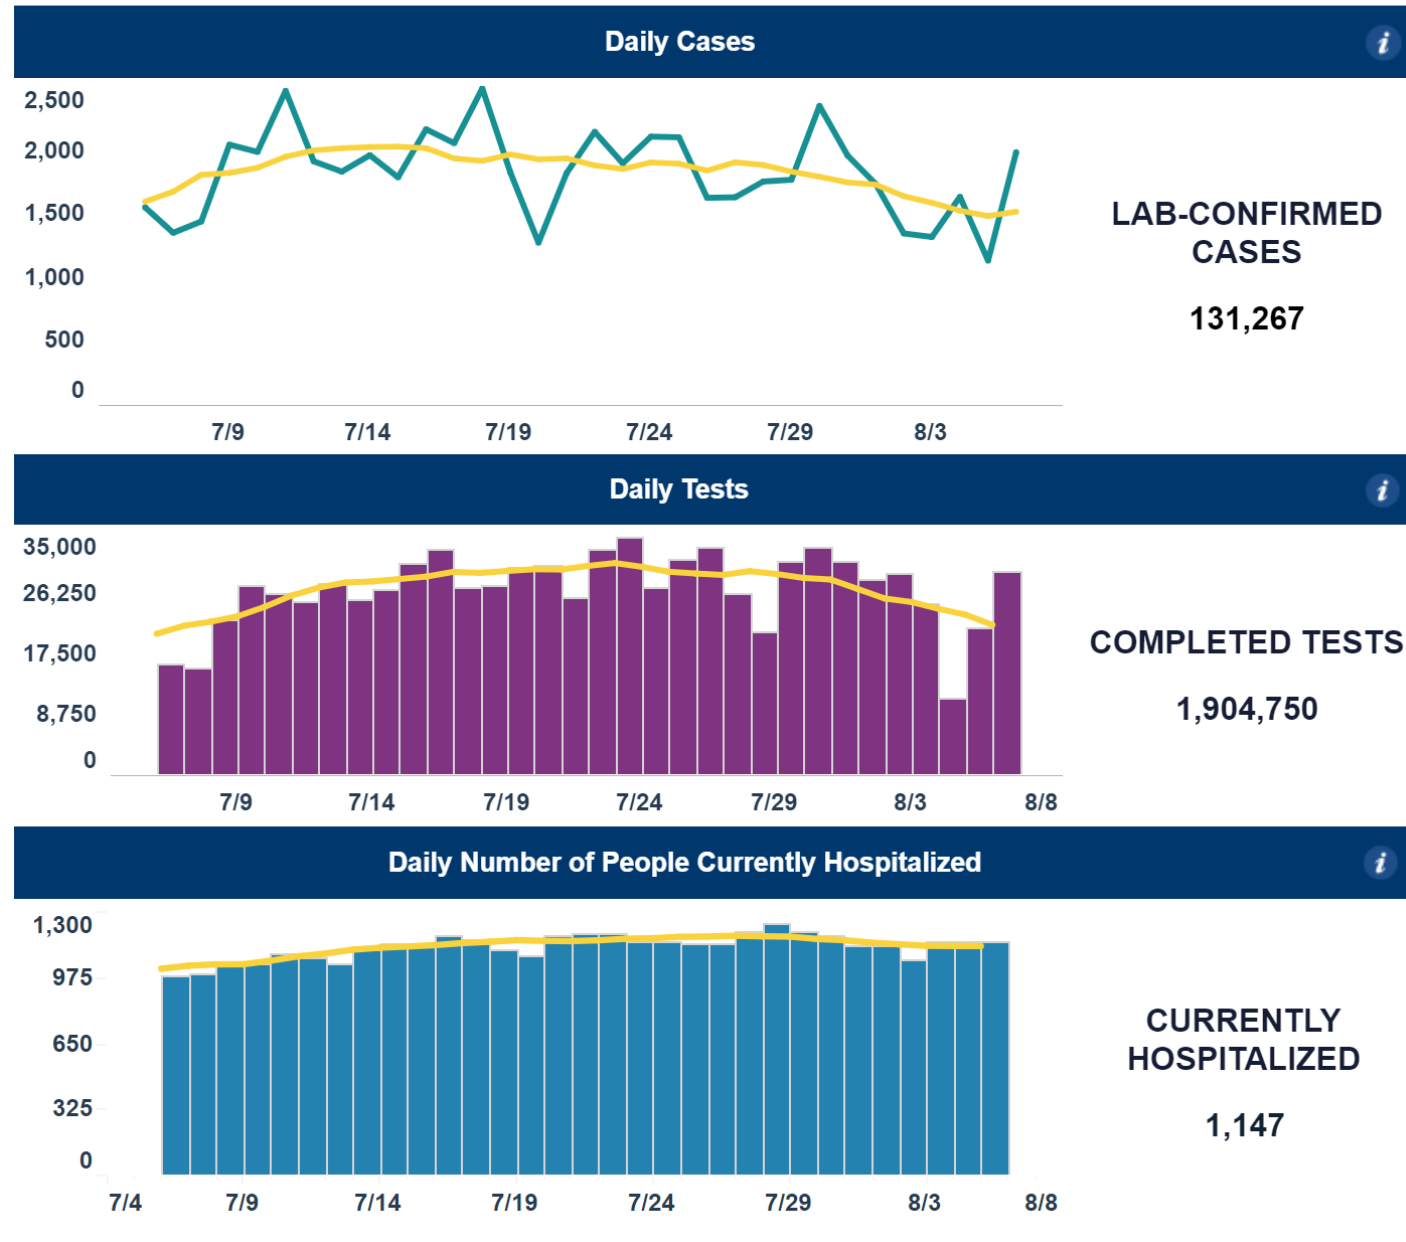 Daily Cases
i
2,500
2,000
1,500
1,000
500
0
7/9 7/14 7/19 7/24 7/29 8/3
LAB-CONFIRMED
CASES
131,267
Daily Tests
i
35,000
26,250
17,500
8,750
0
7/9 7/14 7/19 7/24 7/29 8/3 8/8
COMPLETED TESTS
1,904,750
Daily Number of People Currently Hospitalized
i
1,300
975
650
325
0
7/4 7/9 7/14 7/19 7/24 7/29 8/3 8/8
CURRENTLY
HOSPITALIZED
1,147